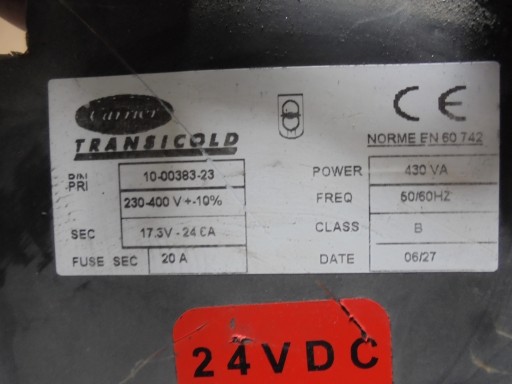 Carrier
TRANSICOLD
CE
NORME EN 60 742
P/N 10-00383-23
PRI 230-400 V +-10%
SEC 17.3V - 24.6A
FUSE SEC 20 A
POWER 430 VA
FREQ 50/60HZ
CLASS B
DATE 06/27
24VDC